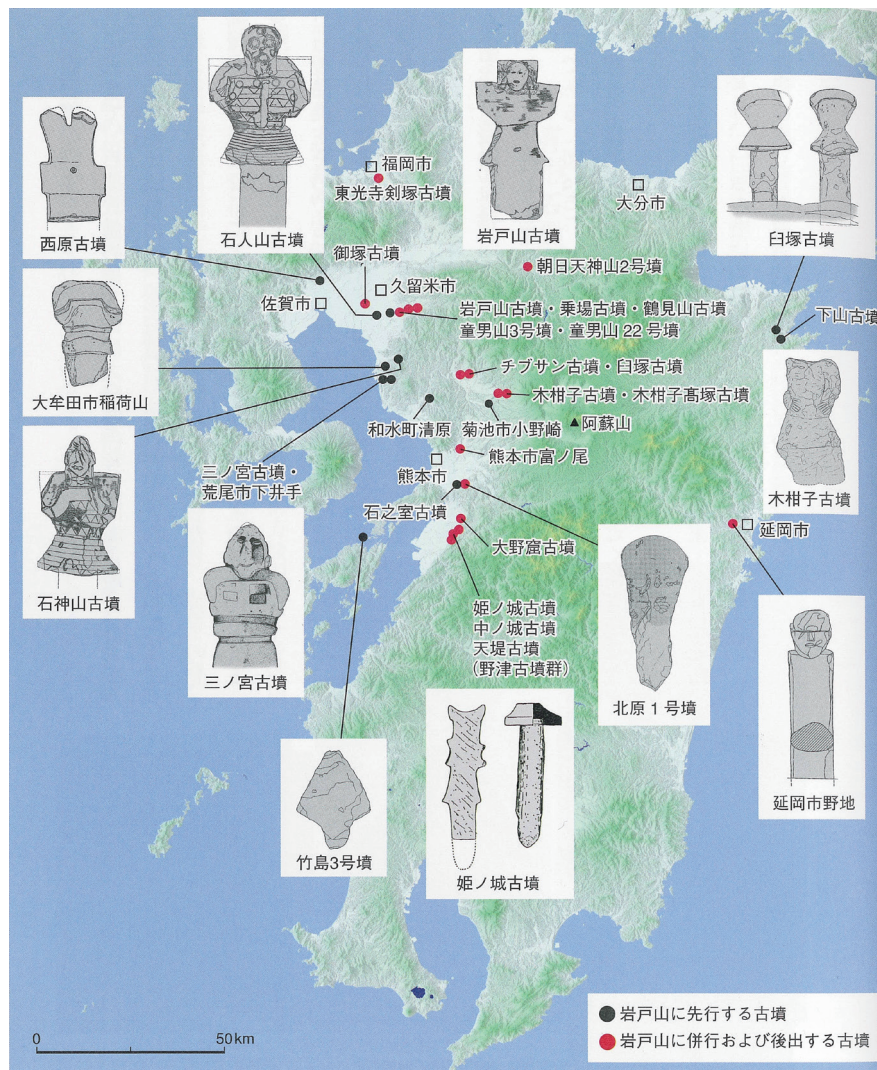 福岡市
東光寺剣塚古墳
大分市
西原古墳
石人山古墳
岩戸山古墳
臼塚古墳
御塚古墳
朝日天神山2号墳
久留米市
佐賀市
岩戸山古墳・乗場古墳・鶴見山古墳
童男山3号墳・童男山22号墳
下山古墳
チブサン古墳・臼塚古墳
大牟田市稲荷山
木柑子古墳・木柑子髙塚古墳
和水町清原
菊池市小野崎
阿蘇山
三ノ宮古墳・
荒尾市下井手
熊本市富ノ尾
熊本市
石之室古墳
木柑子古墳
延岡市
大野窟古墳
石神山古墳
姫ノ城古墳
中ノ城古墳
天堤古墳
(野津古墳群)
三ノ宮古墳
北原1号墳
延岡市野地
竹島3号墳
姫ノ城古墳
0 50km
岩戸山に先行する古墳
岩戸山に併行および後出する古墳